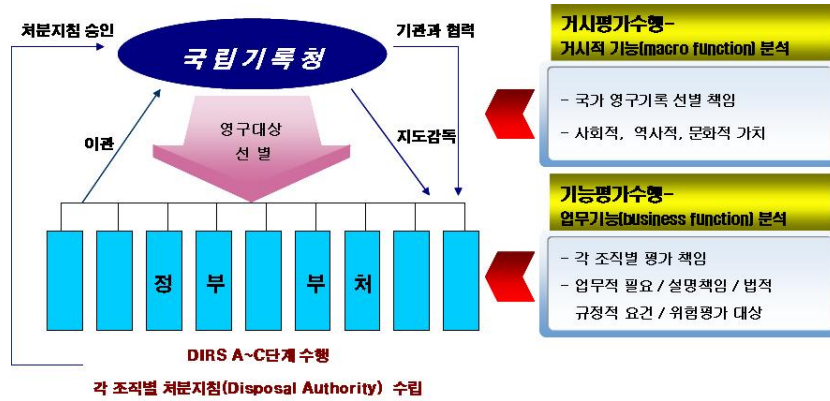 처분지침 승인
국립기록청
기관과 협력
이관
영구대상
선 별
지도감독
정 부 부 처
DIRS A~C단계 수행
각 조직별 처분지침(Disposal Authority) 수립
거시평가수행-
거시적 기능(macro function) 분석
- 국가 영구기록 선별 책임
- 사회적, 역사적, 문화적 가치
기능평가수행-
업무기능(business function) 분석
- 각 조직별 평가 책임
- 업무적 필요 / 설명책임 / 법적
규정적 요건 / 위험평가 대상